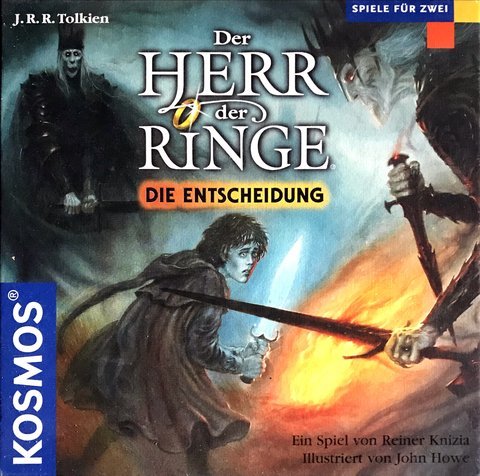 J. R. R. Tolkien
SPIELE FÜR ZWEI
Der
HERR
der
RINGE®
DIE ENTSCHEIDUNG
KOSMOS®
Ein Spiel von Reiner Knizia
Illustriert von John Howe